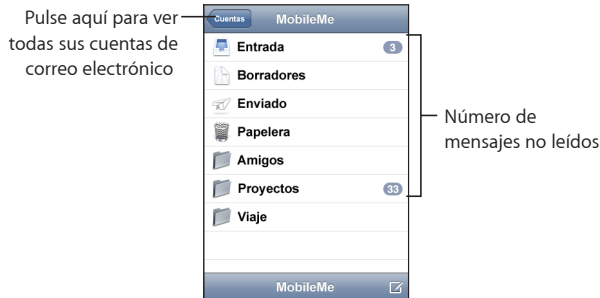 Pulse aquí para ver
todas sus cuentas de
correo electrónico
Cuentas
MobileMe
Entrada
3
Borradores
Enviado
Papelera
Amigos
Proyectos
33
Viaje
MobileMe
Número de
mensajes no leídos